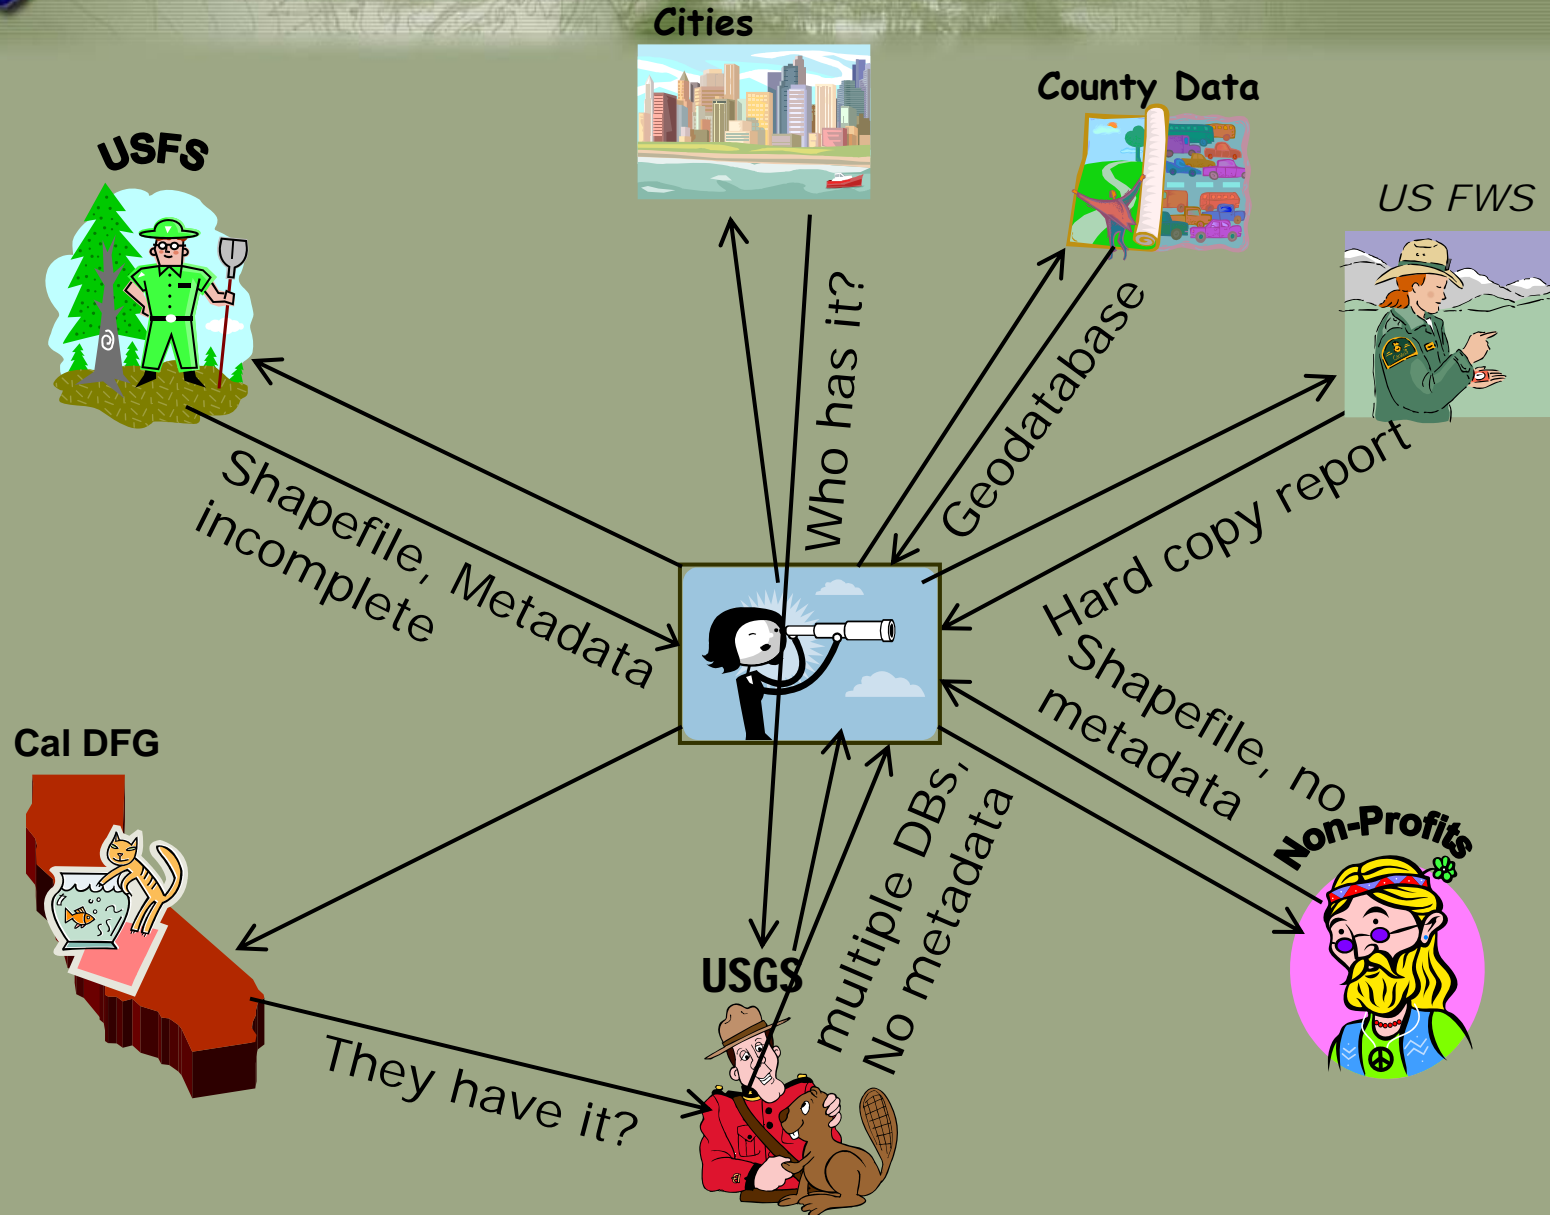 Cities
County Data
USFS
US FWS
Who has it?
Geodatabase
Hard copy report
Shapefile, Metadata
incomplete
Shapefile, no
metadata
Cal DFG
Non-Profits
USGS
multiple DBs,
No metadata
They have it?